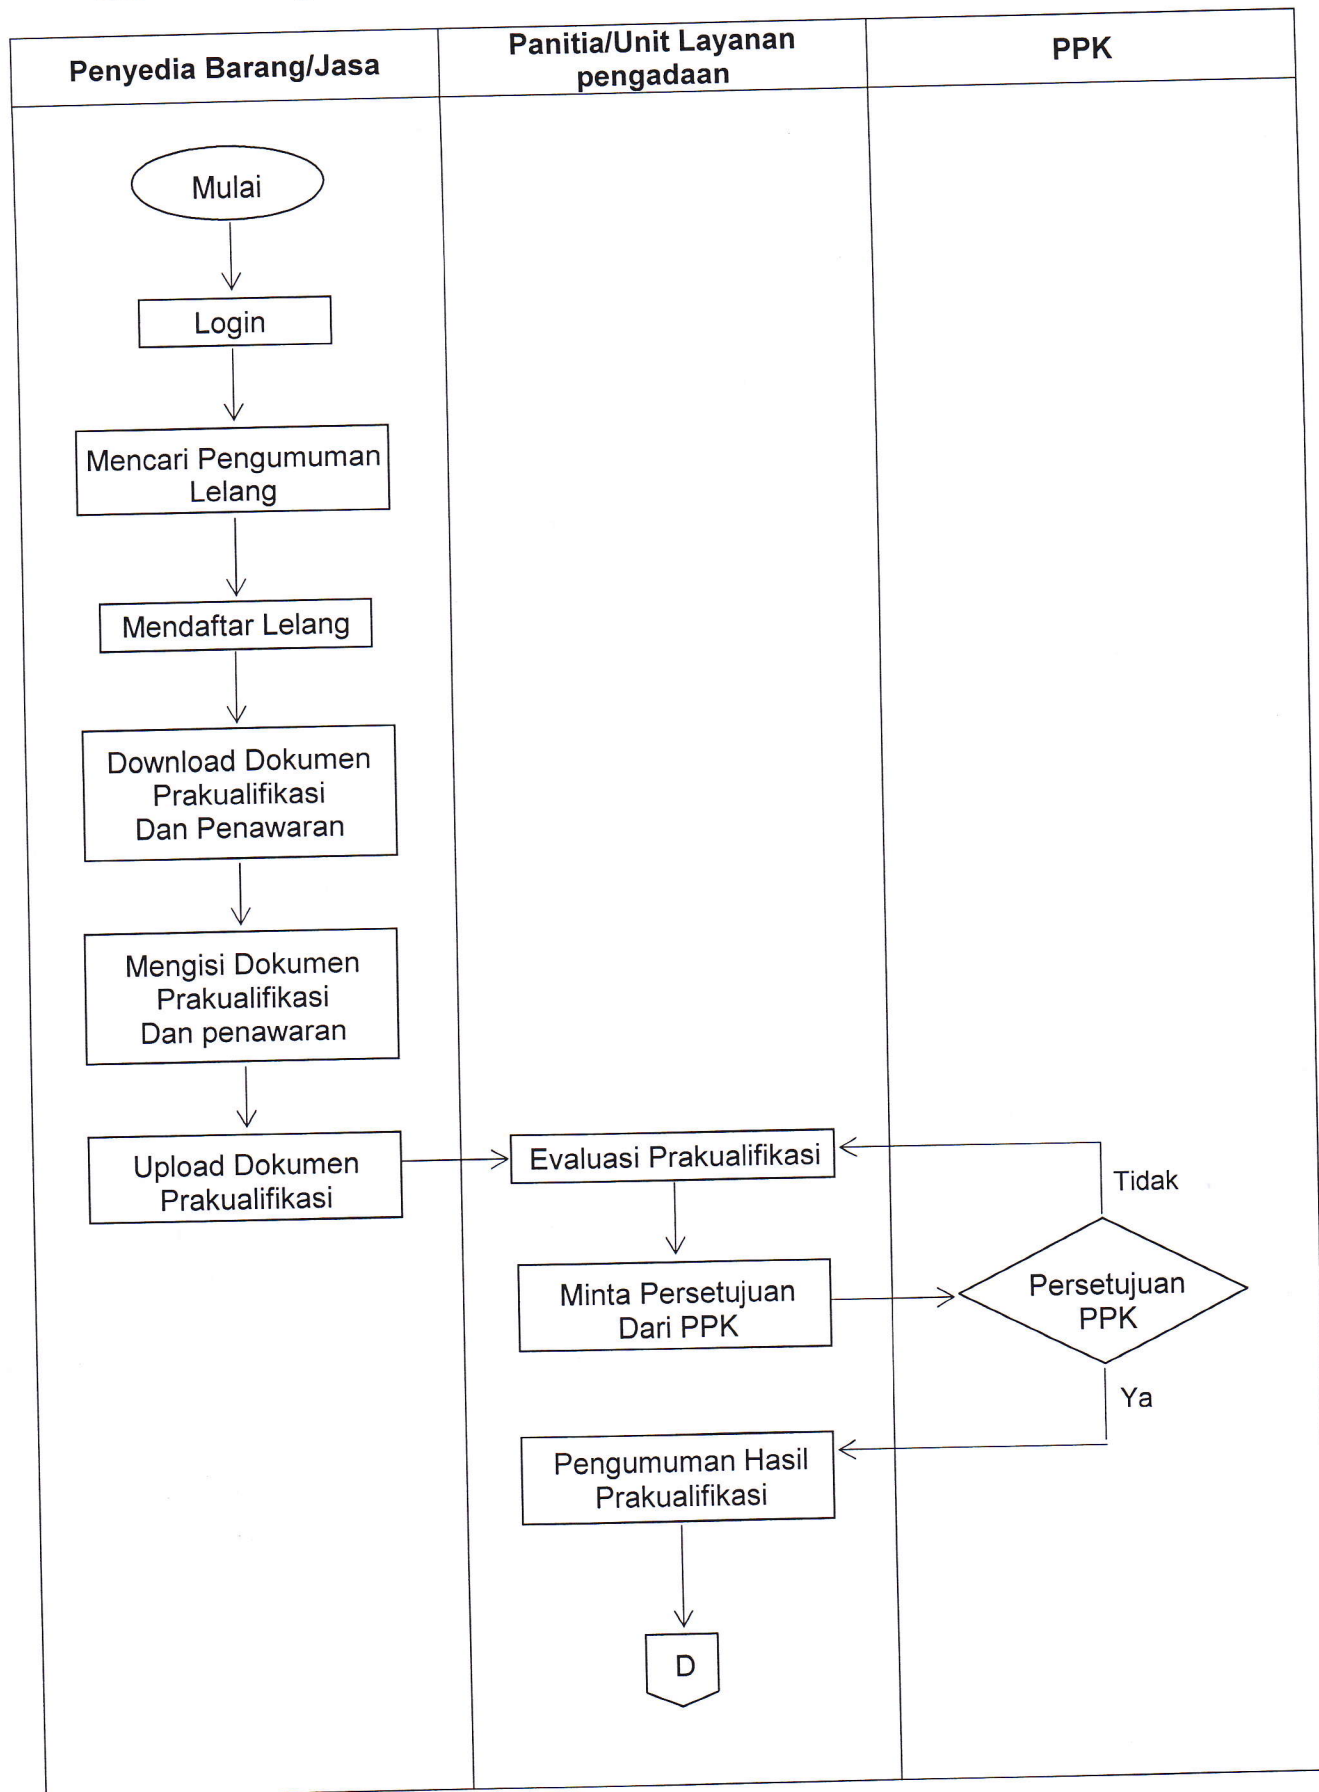 Penyedia Barang/Jasa
Panitia/Unit Layanan
pengadaan
PPK
Mulai
Login
Mencari Pengumuman
Lelang
Mendaftar Lelang
Download Dokumen
Prakualifikasi
Dan Penawaran
Mengisi Dokumen
Prakualifikasi
Dan penawaran
Upload Dokumen
Prakualifikasi
Evaluasi Prakualifikasi
Tidak
Minta Persetujuan
Dari PPK
Persetujuan
PPK
Ya
Pengumuman Hasil
Prakualifikasi
D